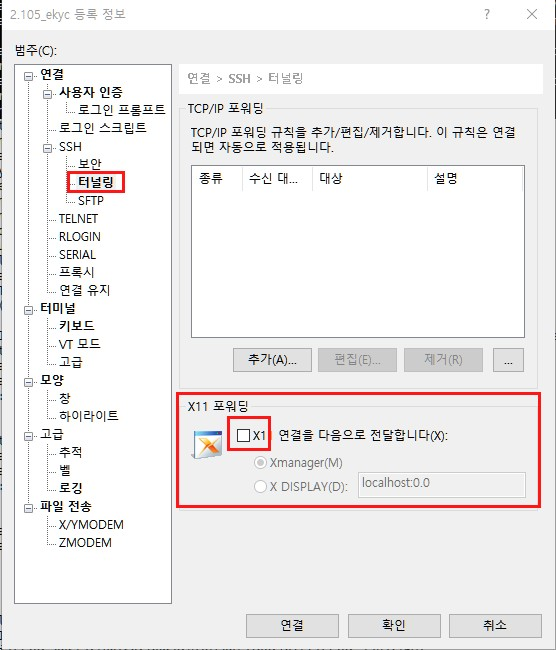 2.105_ekyc 등록 정보
?
범주(C):
연결
사용자 인증
로그인 프롬프트
로그인 스크립트
SSH
보안
터널링
SFTP
TELNET
RLOGIN
SERIAL
프록시
연결 유지
터미널
키보드
VT 모드
고급
모양
창
하이라이트
고급
추적
벨
로깅
파일 전송
X/YMODEM
ZMODEM
연결 > SSH > 터널링
TCP/IP 포워딩
TCP/IP 포워딩 규칙을 추가/편집/제거합니다. 이 규칙은 연결
되면 자동으로 적용됩니다.
종류 수신 대... 대상 설명
추가(A)... 편집(E)... 제거(R) ...
X11 포워딩
X11 연결을 다음으로 전달합니다(X):
Xmanager(M)
X DISPLAY(D): localhost:0.0
연결 확인 취소